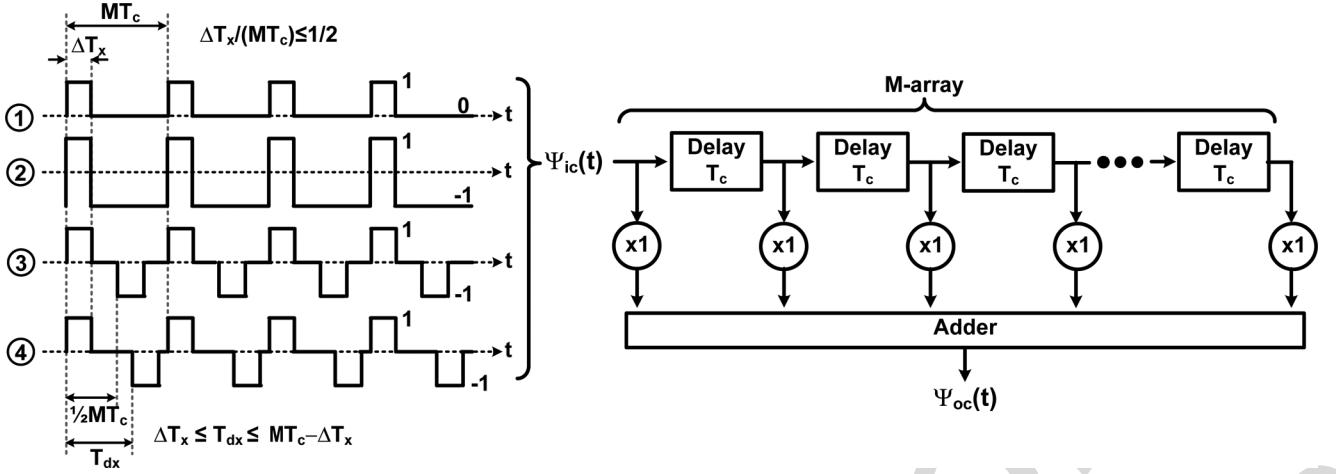 MTc
ΔTx
ΔTx/(MTc)≤1/2
① 1 0 t
② 1 -1 t
③ 1 -1 t
④ 1 -1 t
½MTc
Tdx
ΔTx ≤ Tdx ≤ MTc–ΔTx
Ψic(t)
M-array
Delay Tc
Delay Tc
Delay Tc
Delay Tc
x1 x1 x1 x1 x1
Adder
Ψoc(t)